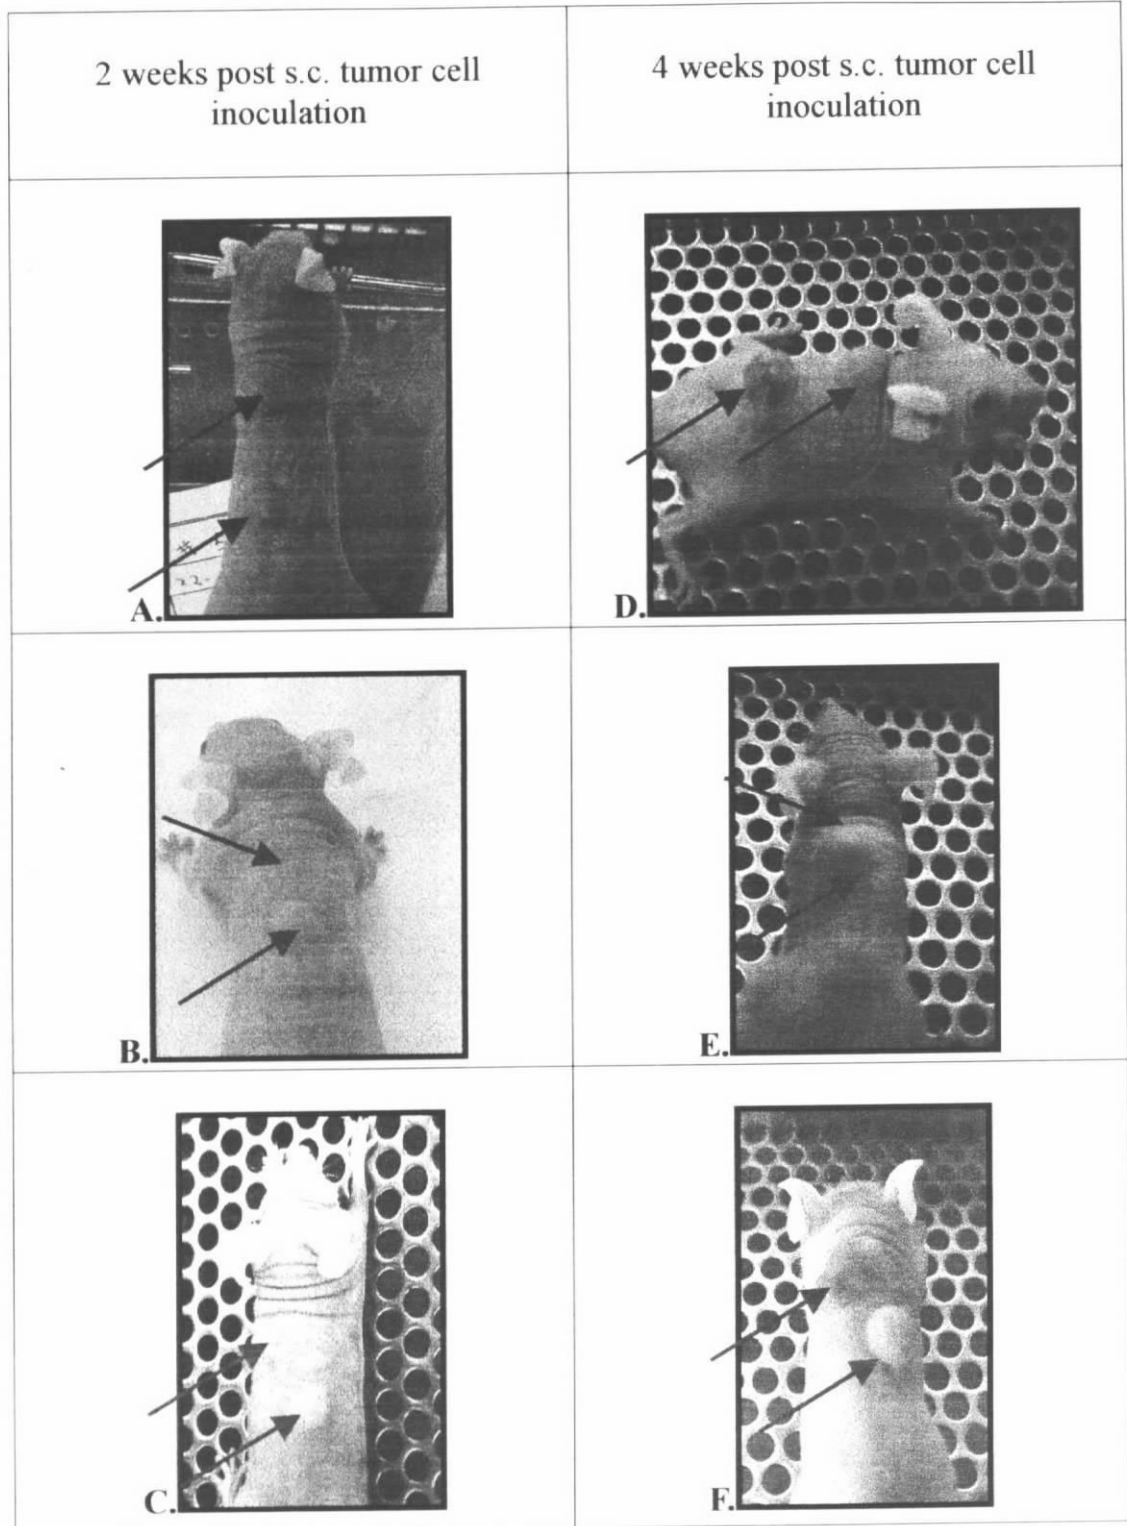 2 weeks post s.c. tumor cell
inoculation
4 weeks post s.c. tumor cell
inoculation
A.
D.
B.
E.
C.
F.